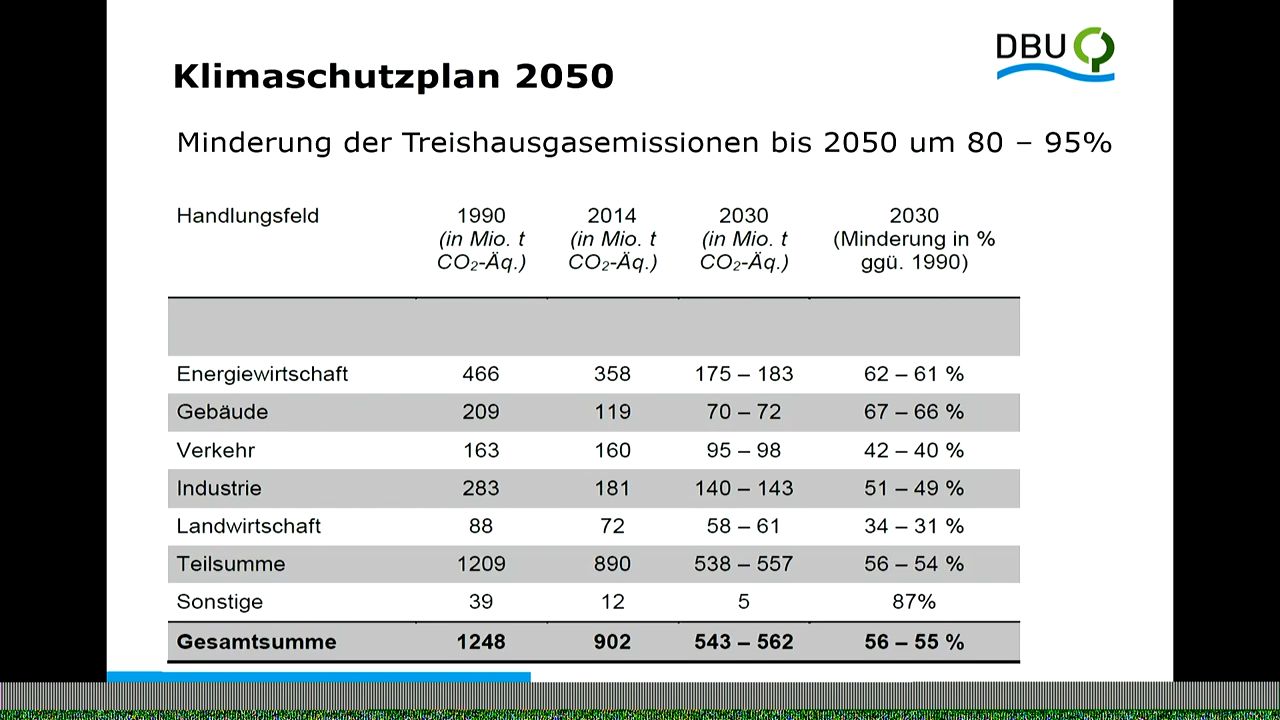 DBU
Klimaschutzplan 2050
Minderung der Treishausgasemissionen bis 2050 um 80 – 95%
Handlungsfeld 1990 2014 2030 2030
(in Mio. t (in Mio. t (in Mio. t (Minderung in %
CO₂-Äq.) CO₂-Äq.) CO₂-Äq.) ggü. 1990)
Energiewirtschaft 466 358 175 – 183 62 – 61 %
Gebäude 209 119 70 – 72 67 – 66 %
Verkehr 163 160 95 – 98 42 – 40 %
Industrie 283 181 140 – 143 51 – 49 %
Landwirtschaft 88 72 58 – 61 34 – 31 %
Teilsumme 1209 890 538 – 557 56 – 54 %
Sonstige 39 12 5 87%
Gesamtsumme 1248 902 543 – 562 56 – 55 %